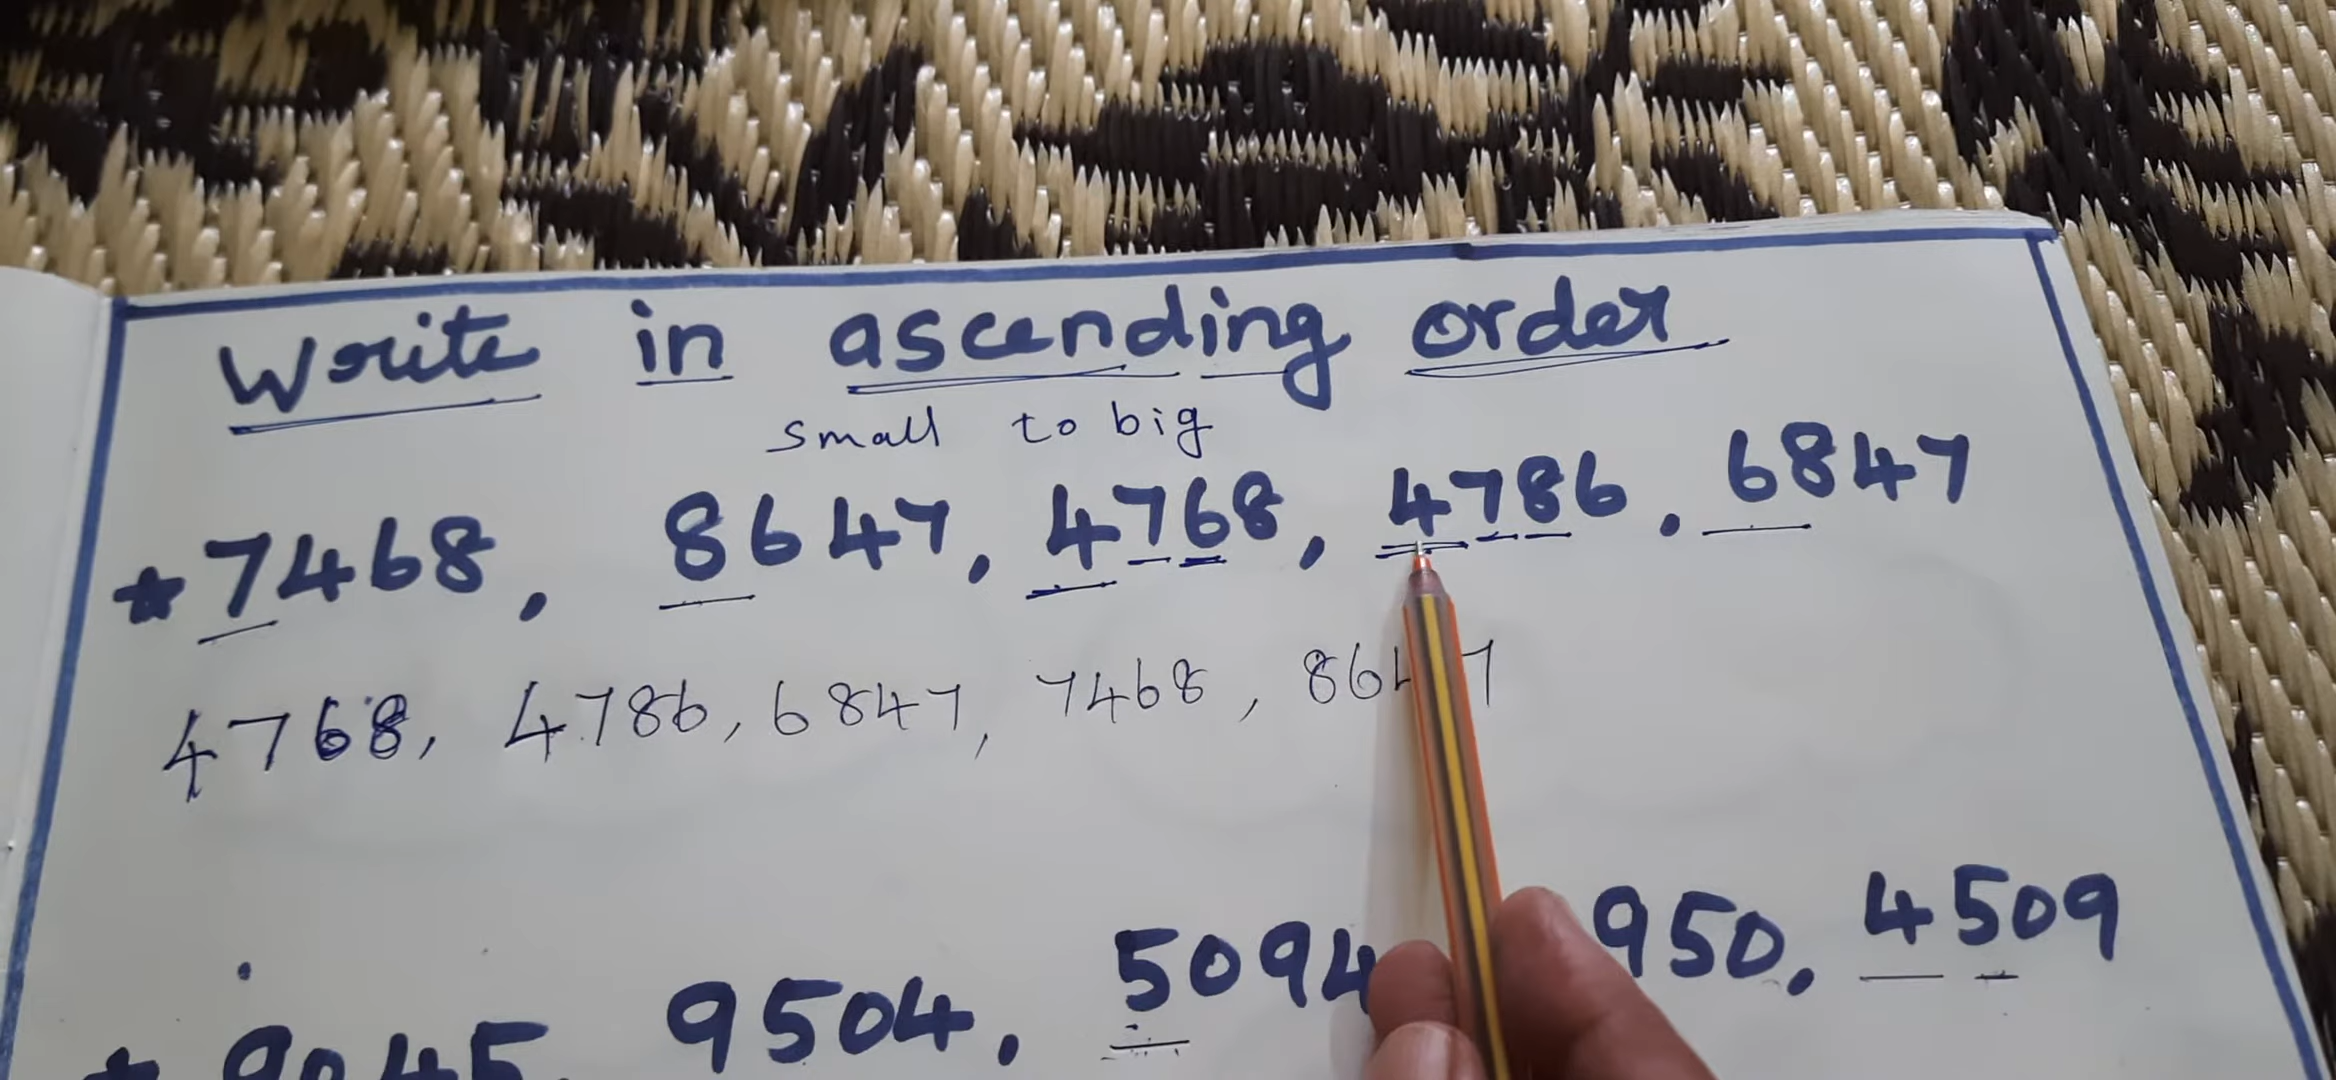 Write in ascending order
small to big
* 7468, 8647, 4768, 4786, 6847
4768, 4786, 6847, 7468, 8647
9504, 5094 950, 4509